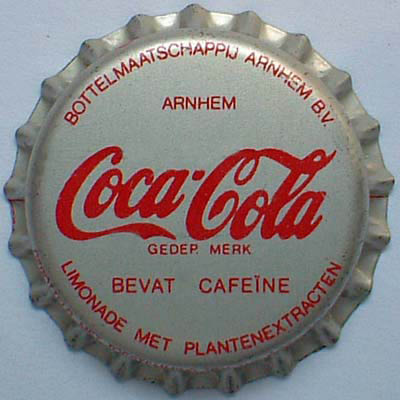 BOTTELMAATSCHAPPIJ ARNHEM B.V.
ARNHEM
Coca-Cola
GEDEP. MERK
BEVAT CAFEÏNE
LIMONADE MET PLANTENEXTRACTEN